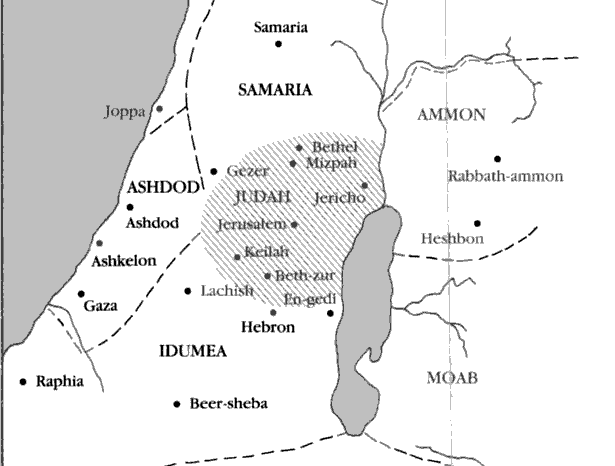 Samaria
SAMARIA
Joppa
AMMON
Bethel
Mizpah
Gezer
Rabbath-ammon
ASHDOD
JUDAH
Jericho
Ashdod
Jerusalem
Heshbon
Keilah
Ashkelon
Beth-zur
Lachish
En-gedi
Gaza
Hebron
IDUMEA
Raphia
MOAB
Beer-sheba